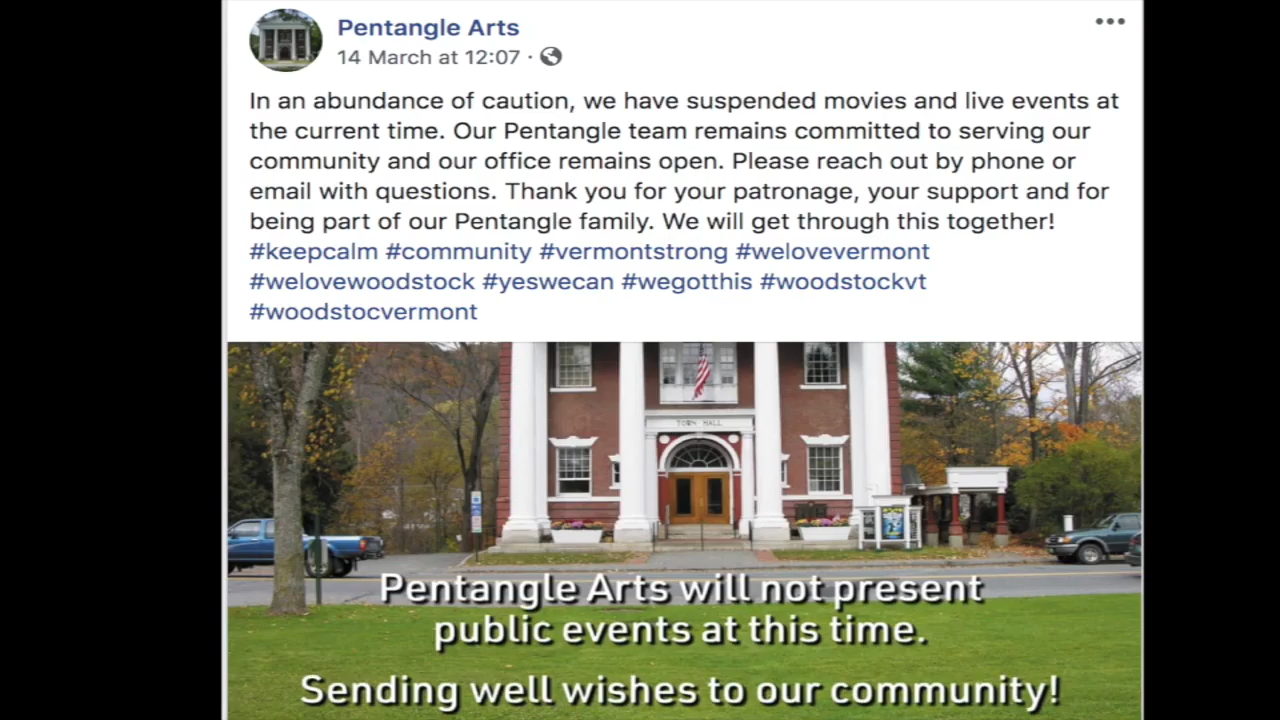 Pentangle Arts
14 March at 12:07 ·
In an abundance of caution, we have suspended movies and live events at
the current time. Our Pentangle team remains committed to serving our
community and our office remains open. Please reach out by phone or
email with questions. Thank you for your patronage, your support and for
being part of our Pentangle family. We will get through this together!
#keepcalm #community #vermontstrong #welovevermont
#welovewoodstock #yeswecan #wegotthis #woodstockvt
#woodstocvermont
TOWN HALL
Pentangle Arts will not present
public events at this time.
Sending well wishes to our community!